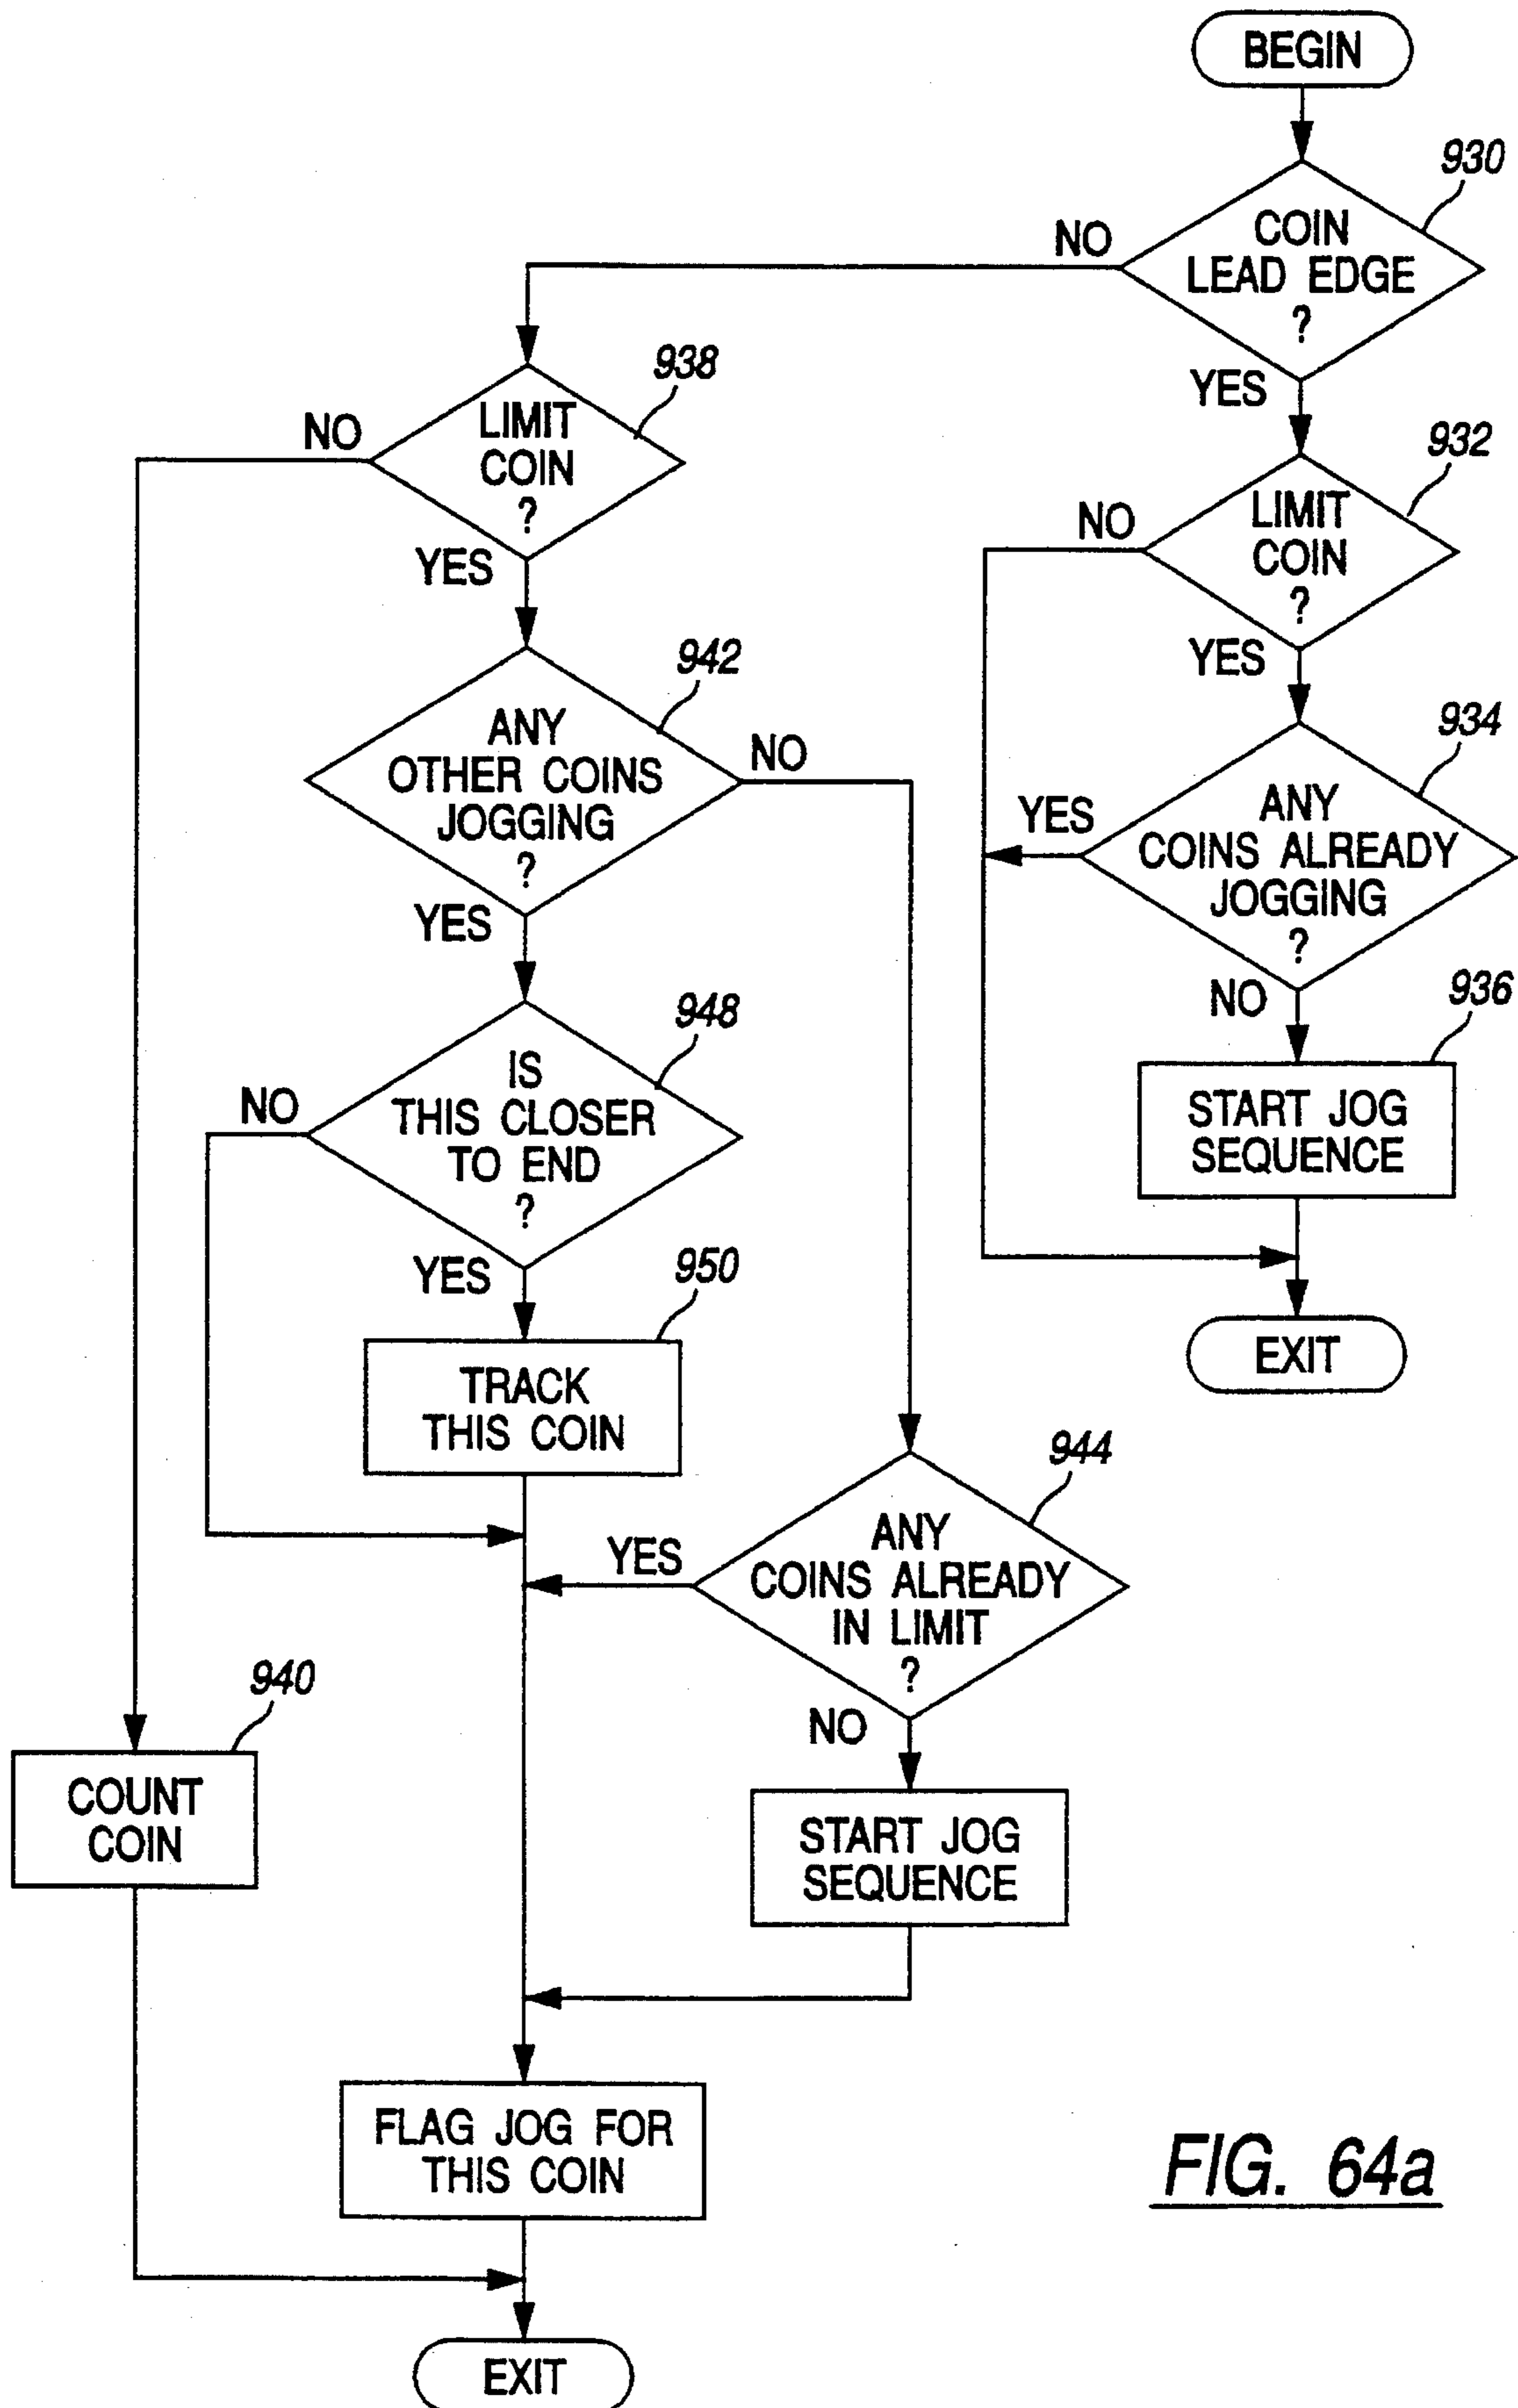 BEGIN
930
COIN
LEAD EDGE
?
NO
YES
938
LIMIT
COIN
?
NO
YES
932
LIMIT
COIN
?
NO
YES
942
ANY
OTHER COINS
JOGGING
?
NO
YES
934
ANY
COINS ALREADY
JOGGING
?
YES
NO
948
IS
THIS CLOSER
TO END
?
NO
YES
936
START JOG
SEQUENCE
EXIT
950
TRACK
THIS COIN
944
ANY
COINS ALREADY
IN LIMIT
?
YES
NO
940
COUNT
COIN
START JOG
SEQUENCE
FLAG JOG FOR
THIS COIN
EXIT
FIG. 64a